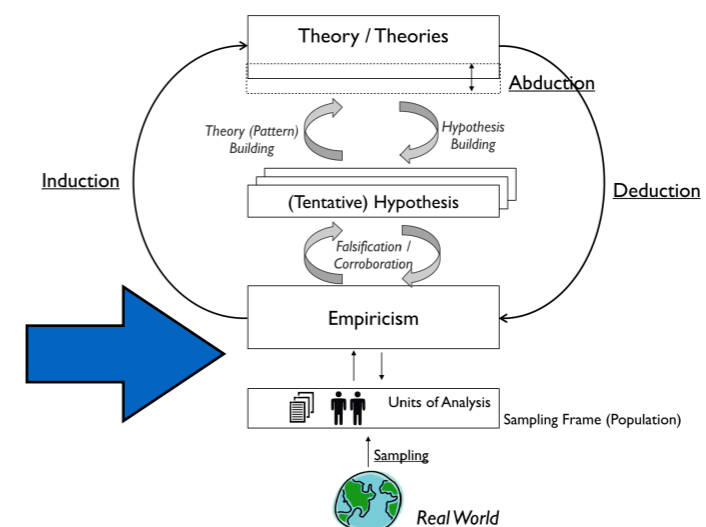 Theory / Theories
Abduction
Theory (Pattern)
Building
Hypothesis
Building
Induction
Deduction
(Tentative) Hypothesis
Falsification /
Corroboration
Empiricism
Units of Analysis
Sampling Frame (Population)
Sampling
Real World